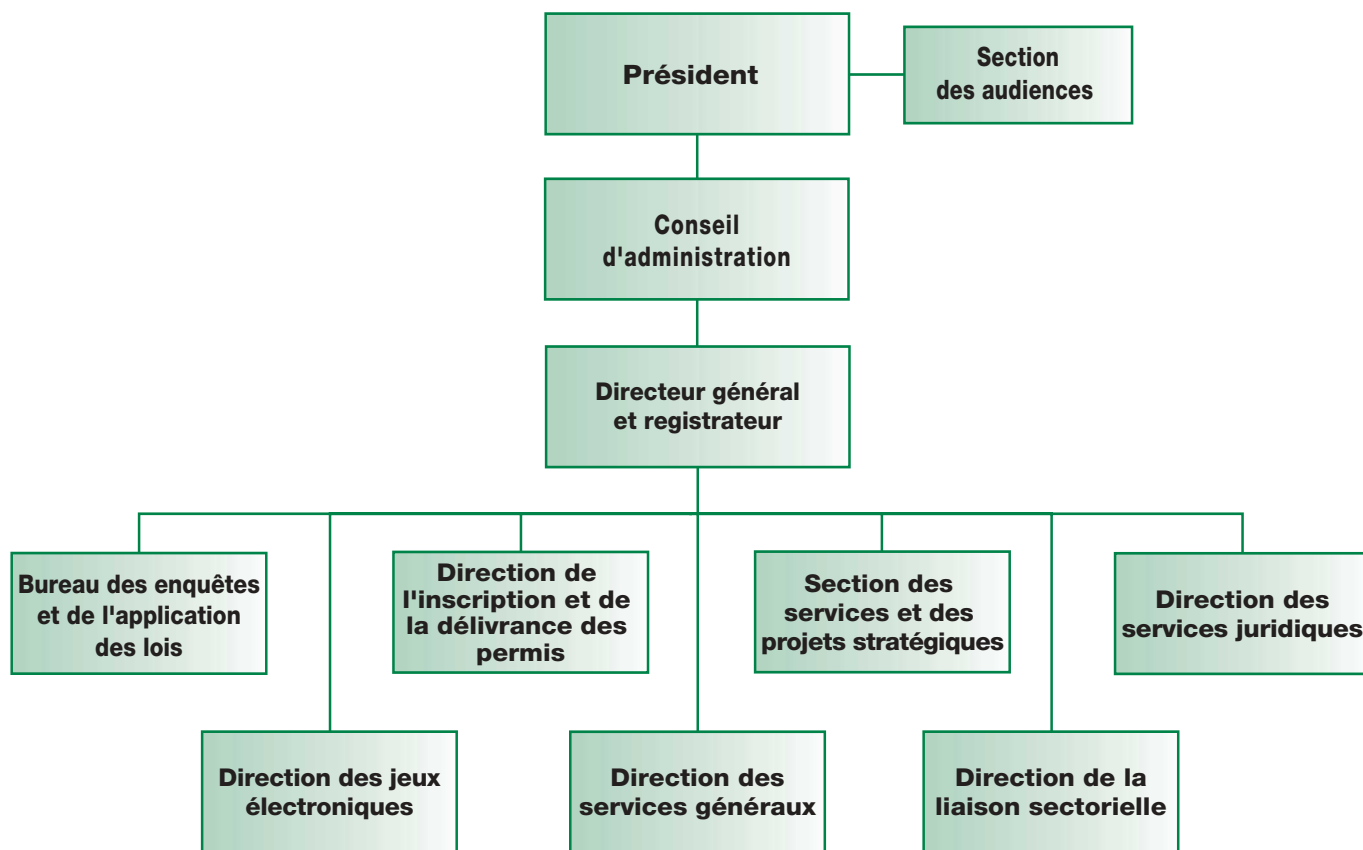 Président
Section
des audiences
Conseil
d'administration
Directeur général
et registrateur
Bureau des enquêtes
et de l'application
des lois
Direction de
l'inscription et de
la délivrance des
permis
Section des
services et des
projets stratégiques
Direction des
services juridiques
Direction des jeux
électroniques
Direction des
services généraux
Direction de la
liaison sectorielle